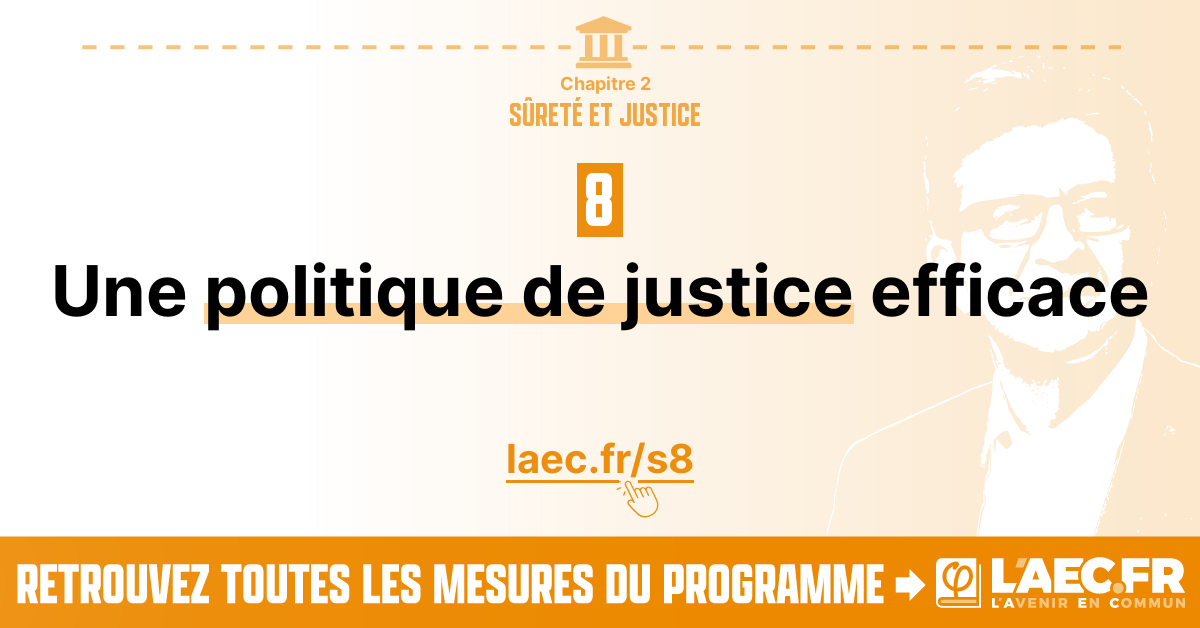 Chapitre 2
SÛRETÉ ET JUSTICE
8
Une politique de justice efficace
laec.fr/s8
RETROUVEZ TOUTES LES MESURES DU PROGRAMME
φ
L'AEC.FR
L'AVENIR EN COMMUN